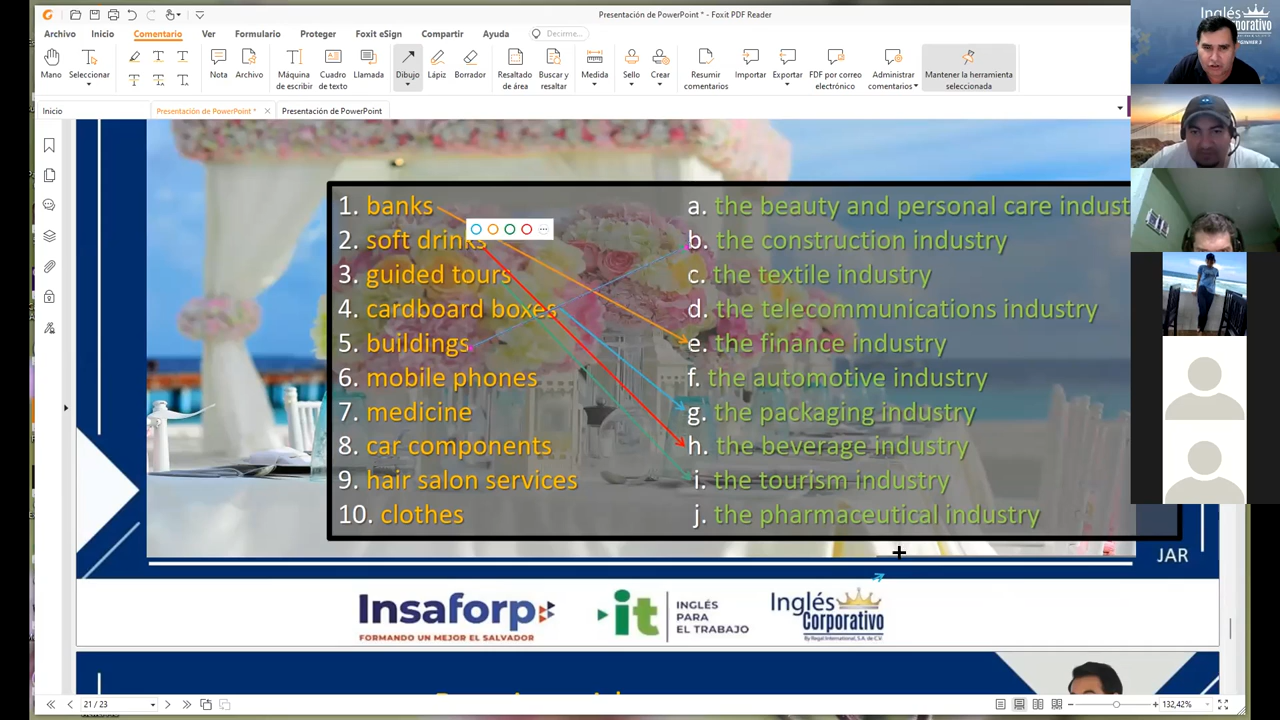 Presentación de PowerPoint * - Foxit PDF Reader
Archivo Inicio Comentario Ver Formulario Proteger Foxit eSign Compartir Ayuda Decirme...
Mano Seleccionar Nota Archivo Máquina de escribir Cuadro de texto Llamada Dibujo Lápiz Borrador Resaltado de área Buscar y resaltar Medida Sello Crear Resumir comentarios Importar Exportar PDF por correo electrónico Administrar comentarios Mantener la herramienta seleccionada
Inicio Presentación de PowerPoint * Presentación de PowerPoint
Inglés
Corporativo
1. banks a. the beauty and personal care indust
2. soft drinks b. the construction industry
3. guided tours c. the textile industry
4. cardboard boxes d. the telecommunications industry
5. buildings e. the finance industry
6. mobile phones f. the automotive industry
7. medicine g. the packaging industry
8. car components h. the beverage industry
9. hair salon services i. the tourism industry
10. clothes j. the pharmaceutical industry
JAR
Insaforp
FORMANDO UN MEJOR EL SALVADOR
it INGLÉS PARA EL TRABAJO
Inglés Corporativo
By Regal International, S.A. de C.V.
21 / 23 132,42%